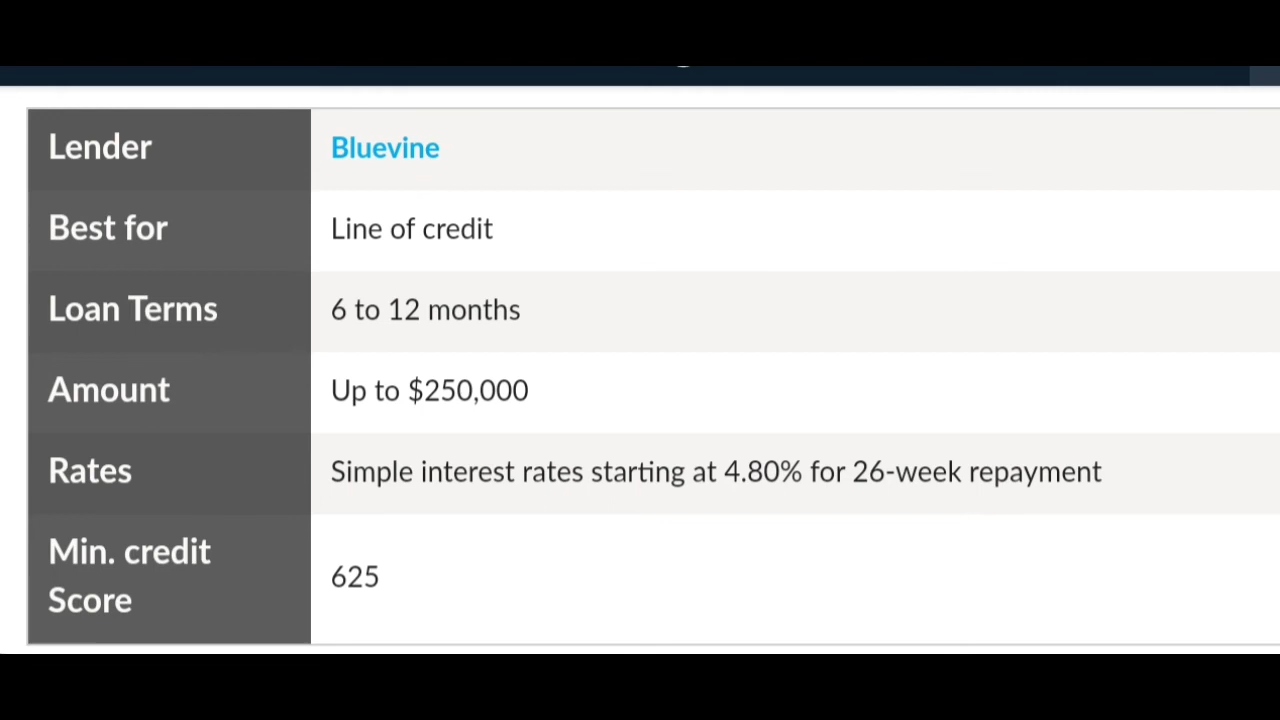 Lender
Bluevine
Best for
Line of credit
Loan Terms
6 to 12 months
Amount
Up to $250,000
Rates
Simple interest rates starting at 4.80% for 26-week repayment
Min. credit
Score
625